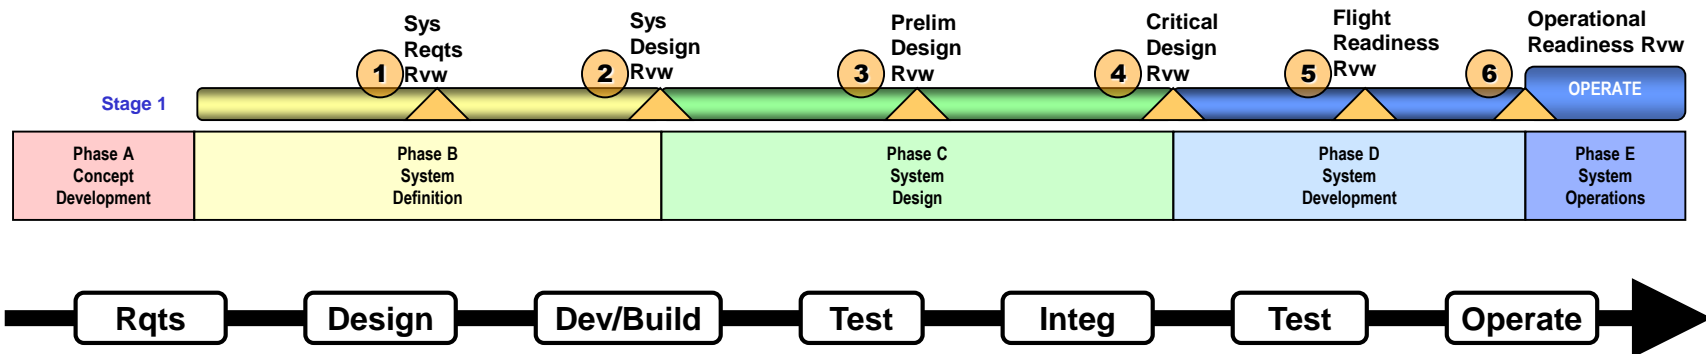 Sys
Reqts
Rvw
Sys
Design
Rvw
Prelim
Design
Rvw
Critical
Design
Rvw
Flight
Readiness
Rvw
Operational
Readiness Rvw
1
2
3
4
5
6
Stage 1
OPERATE
Phase A
Concept
Development
Phase B
System
Definition
Phase C
System
Design
Phase D
System
Development
Phase E
System
Operations
Rqts
Design
Dev/Build
Test
Integ
Test
Operate